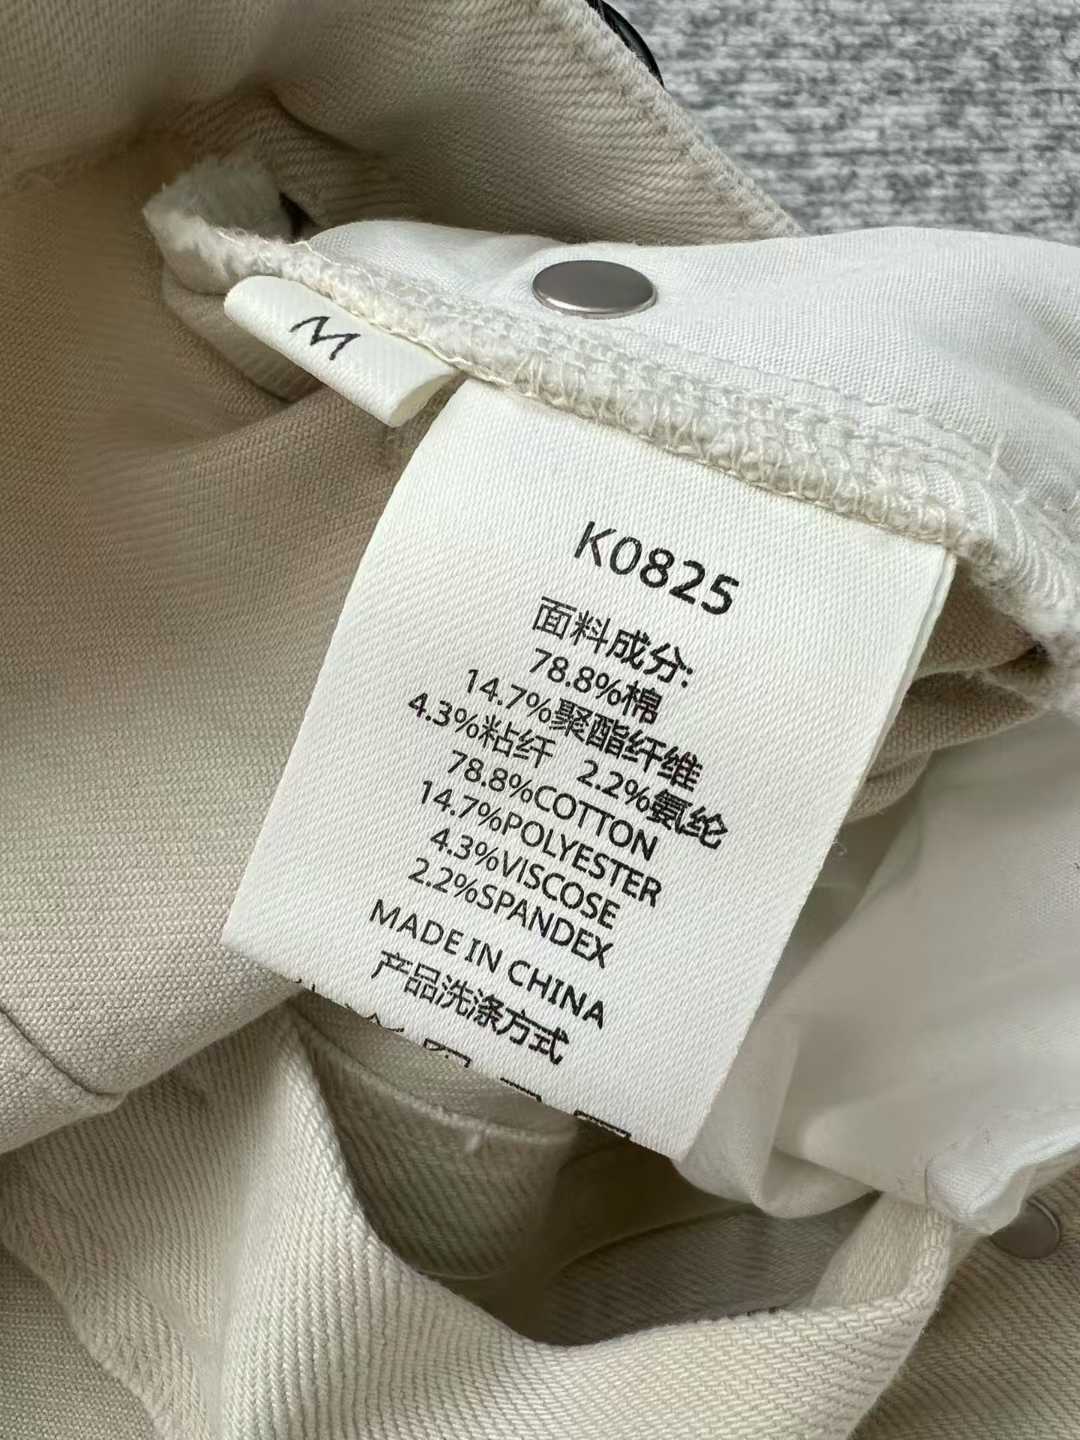 M
K0825
面料成分:
78.8%棉
14.7%聚酯纤维
4.3%粘纤 2.2%氨纶
78.8%COTTON
14.7%POLYESTER
4.3%VISCOSE
2.2%SPANDEX
MADE IN CHINA
产品洗涤方式